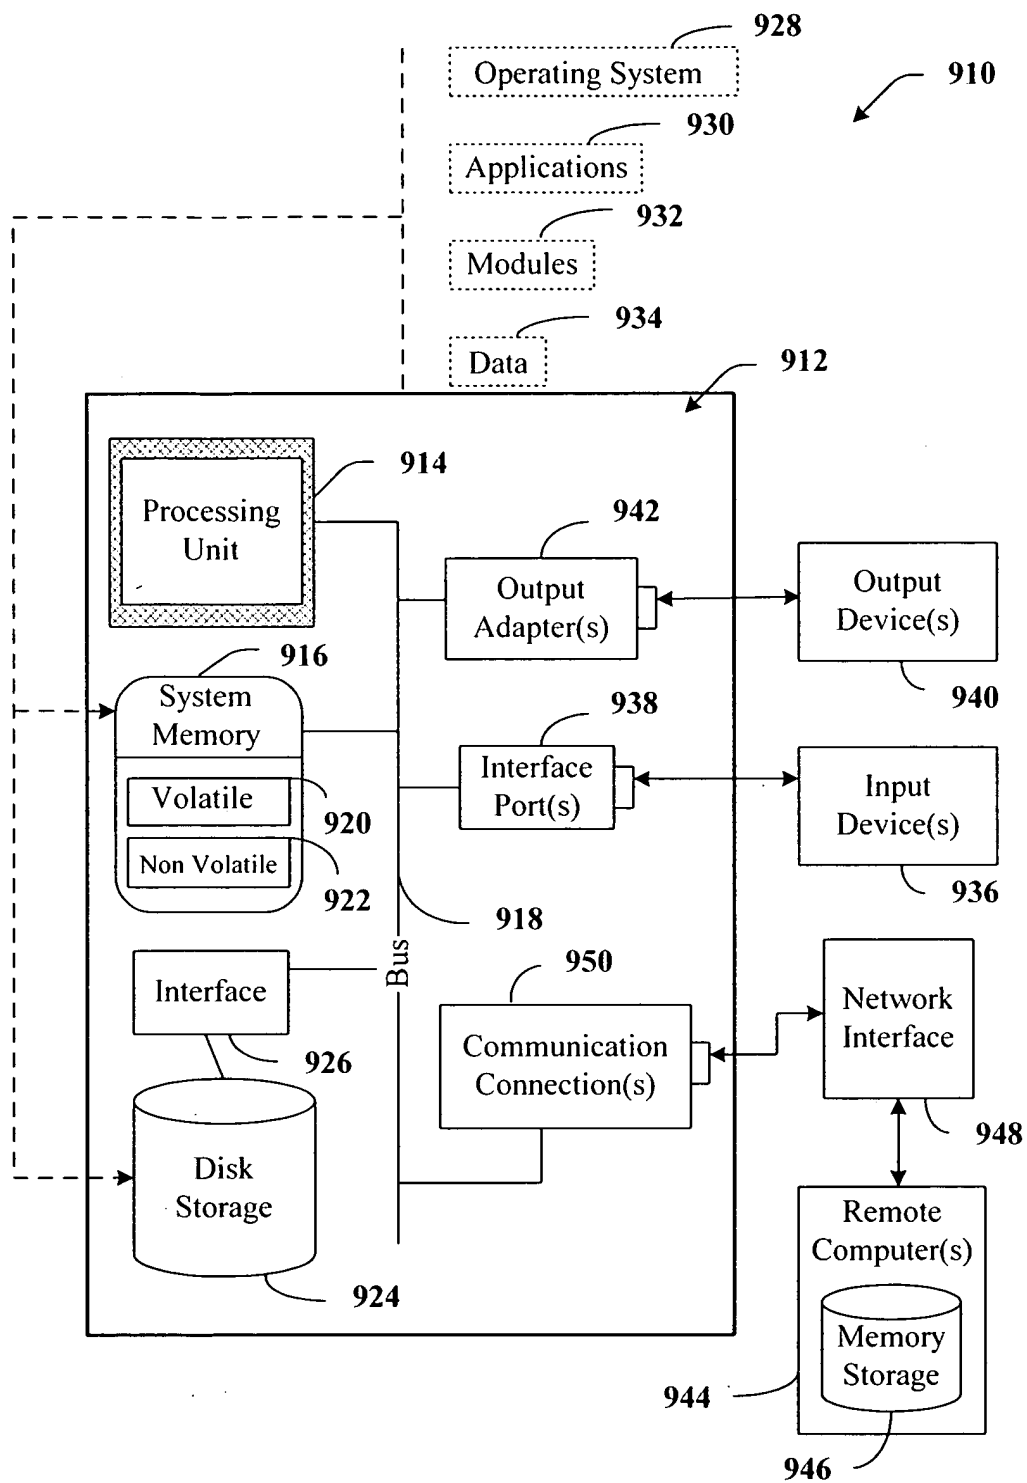 928
Operating System
910
930
Applications
932
Modules
934
Data
912
914
Processing
Unit
942
Output
Adapter(s)
Output
Device(s)
940
916
System
Memory
Volatile
920
Non Volatile
922
938
Interface
Port(s)
Input
Device(s)
936
918
Bus
950
Interface
926
Communication
Connection(s)
Network
Interface
948
Disk
Storage
924
Remote
Computer(s)
Memory
Storage
944
946